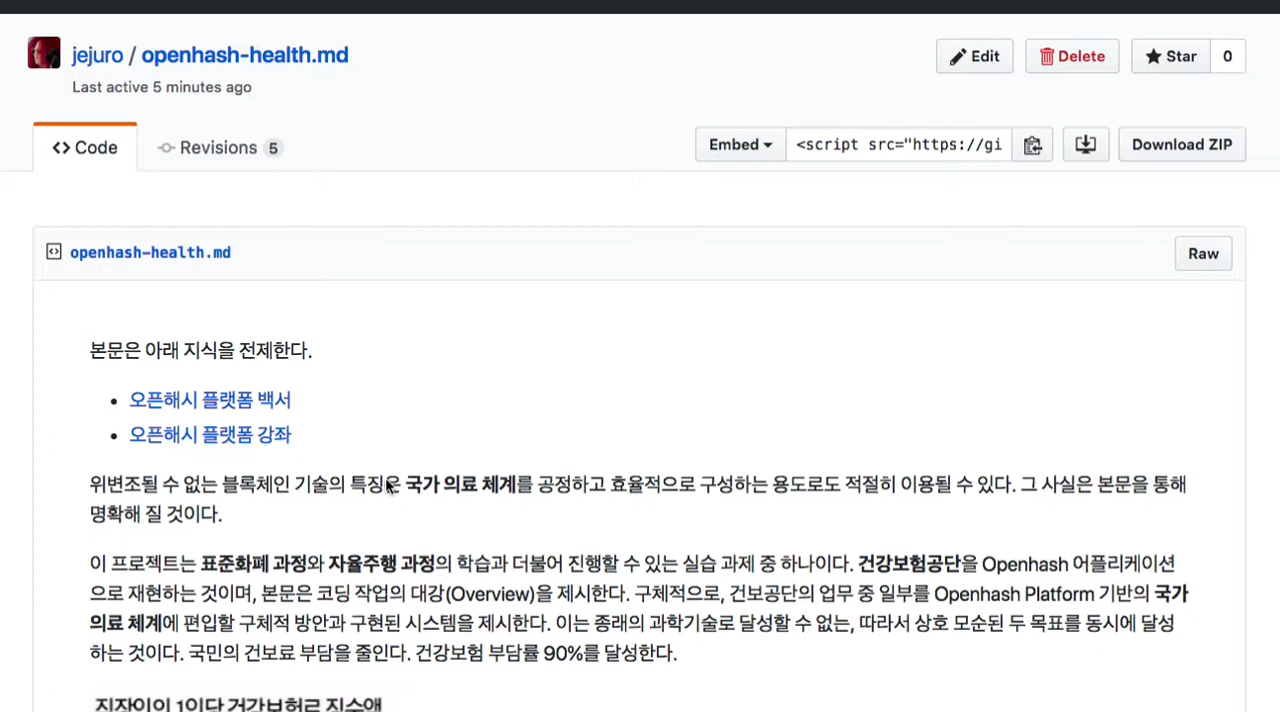 jejuro / openhash-health.md
Edit
Delete
Star
0
Last active 5 minutes ago
Code
Revisions 5
Embed
<script src="https://gi
Download ZIP
openhash-health.md
Raw
본문은 아래 지식을 전제한다.
오픈해시 플랫폼 백서
오픈해시 플랫폼 강좌
위변조될 수 없는 블록체인 기술의 특징은 국가 의료 체계를 공정하고 효율적으로 구성하는 용도로도 적절히 이용될 수 있다. 그 사실은 본문을 통해
명확해 질 것이다.
이 프로젝트는 표준화폐 과정와 자율주행 과정의 학습과 더불어 진행할 수 있는 실습 과제 중 하나이다. 건강보험공단을 Openhash 어플리케이션
으로 재현하는 것이며, 본문은 코딩 작업의 대강(Overview)을 제시한다. 구체적으로, 건보공단의 업무 중 일부를 Openhash Platform 기반의 국가
의료 체계에 편입할 구체적 방안과 구현된 시스템을 제시한다. 이는 종래의 과학기술로 달성할 수 없는, 따라서 상호 모순된 두 목표를 동시에 달성
하는 것이다. 국민의 건보료 부담을 줄인다. 건강보험 부담률 90%를 달성한다.
직장인의 1인당 건강보험료 징수액